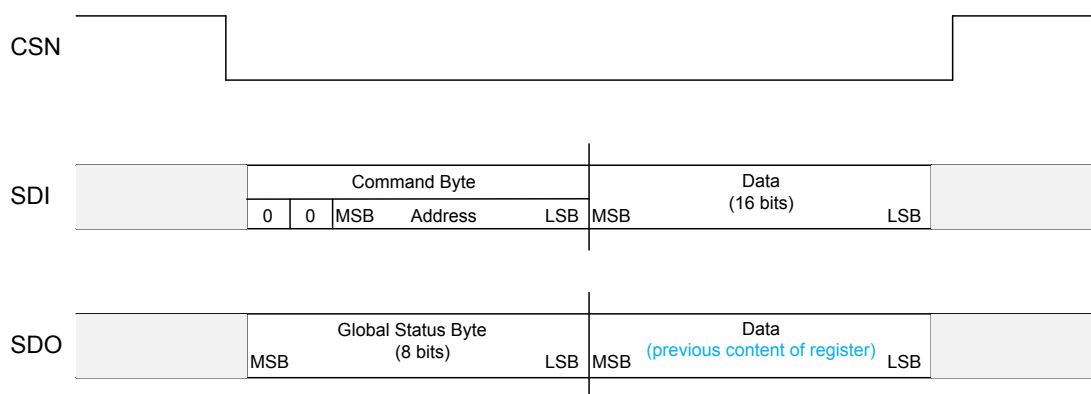 CSN
SDI
Command Byte
0 0 MSB Address LSB
Data
(16 bits)
MSB LSB
SDO
Global Status Byte
(8 bits)
MSB LSB
Data
(previous content of register)
MSB LSB